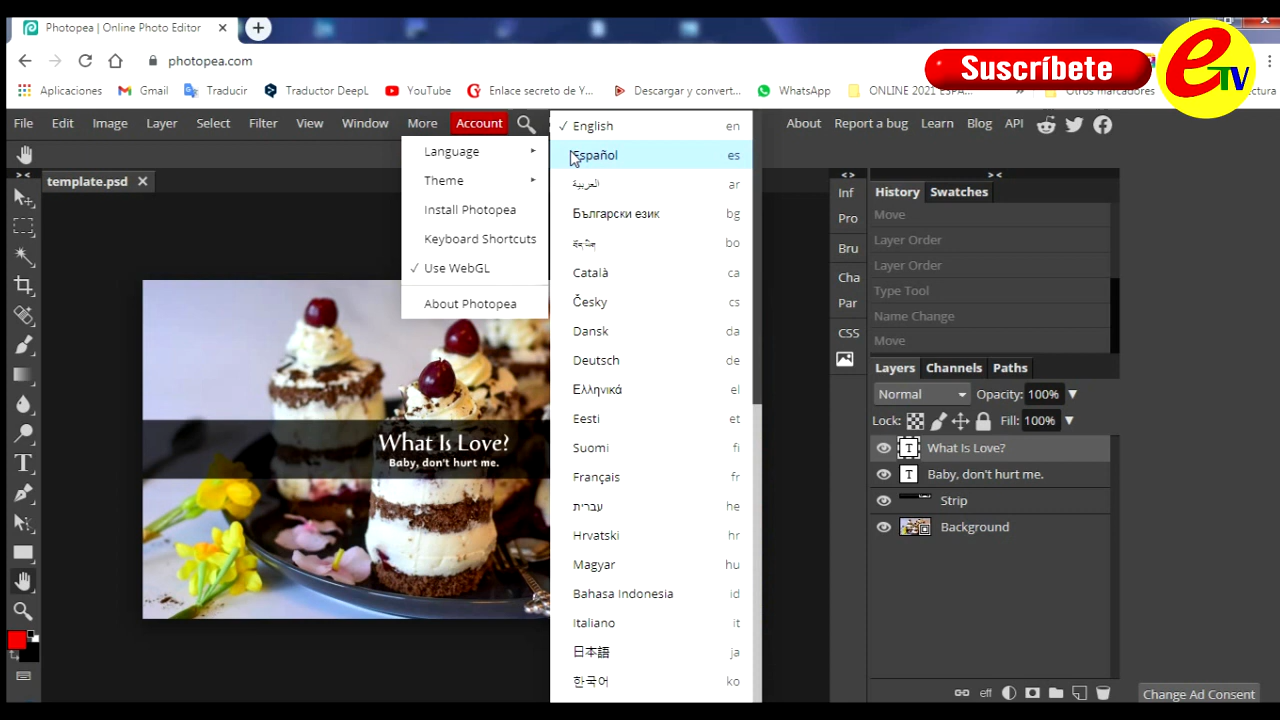 Photopea | Online Photo Editor
photopea.com
Suscríbete
e
TV
Aplicaciones
Gmail
Traducir
Traductor DeepL
YouTube
Enlace secreto de Y...
Descargar y convert...
WhatsApp
ONLINE 2021 ESPA...
Otros marcadores
File Edit Image Layer Select Filter View Window More Account
About Report a bug Learn Blog API
template.psd
Language
Theme
Install Photopea
Keyboard Shortcuts
Use WebGL
About Photopea
English en
Español es
العربية ar
Български език bg
bo
Català ca
Česky cs
Dansk da
Deutsch de
Ελληνικά el
Eesti et
Suomi fi
Français fr
עברית he
Hrvatski hr
Magyar hu
Bahasa Indonesia id
Italiano it
日本語 ja
한국어 ko
What Is Love?
Baby, don't hurt me.
Inf
Pro
Bru
Cha
Par
CSS
History Swatches
Move
Layer Order
Layer Order
Type Tool
Name Change
Move
Layers Channels Paths
Normal Opacity: 100%
Lock: Fill: 100%
What Is Love?
Baby, don't hurt me.
Strip
Background
eff
Change Ad Consent